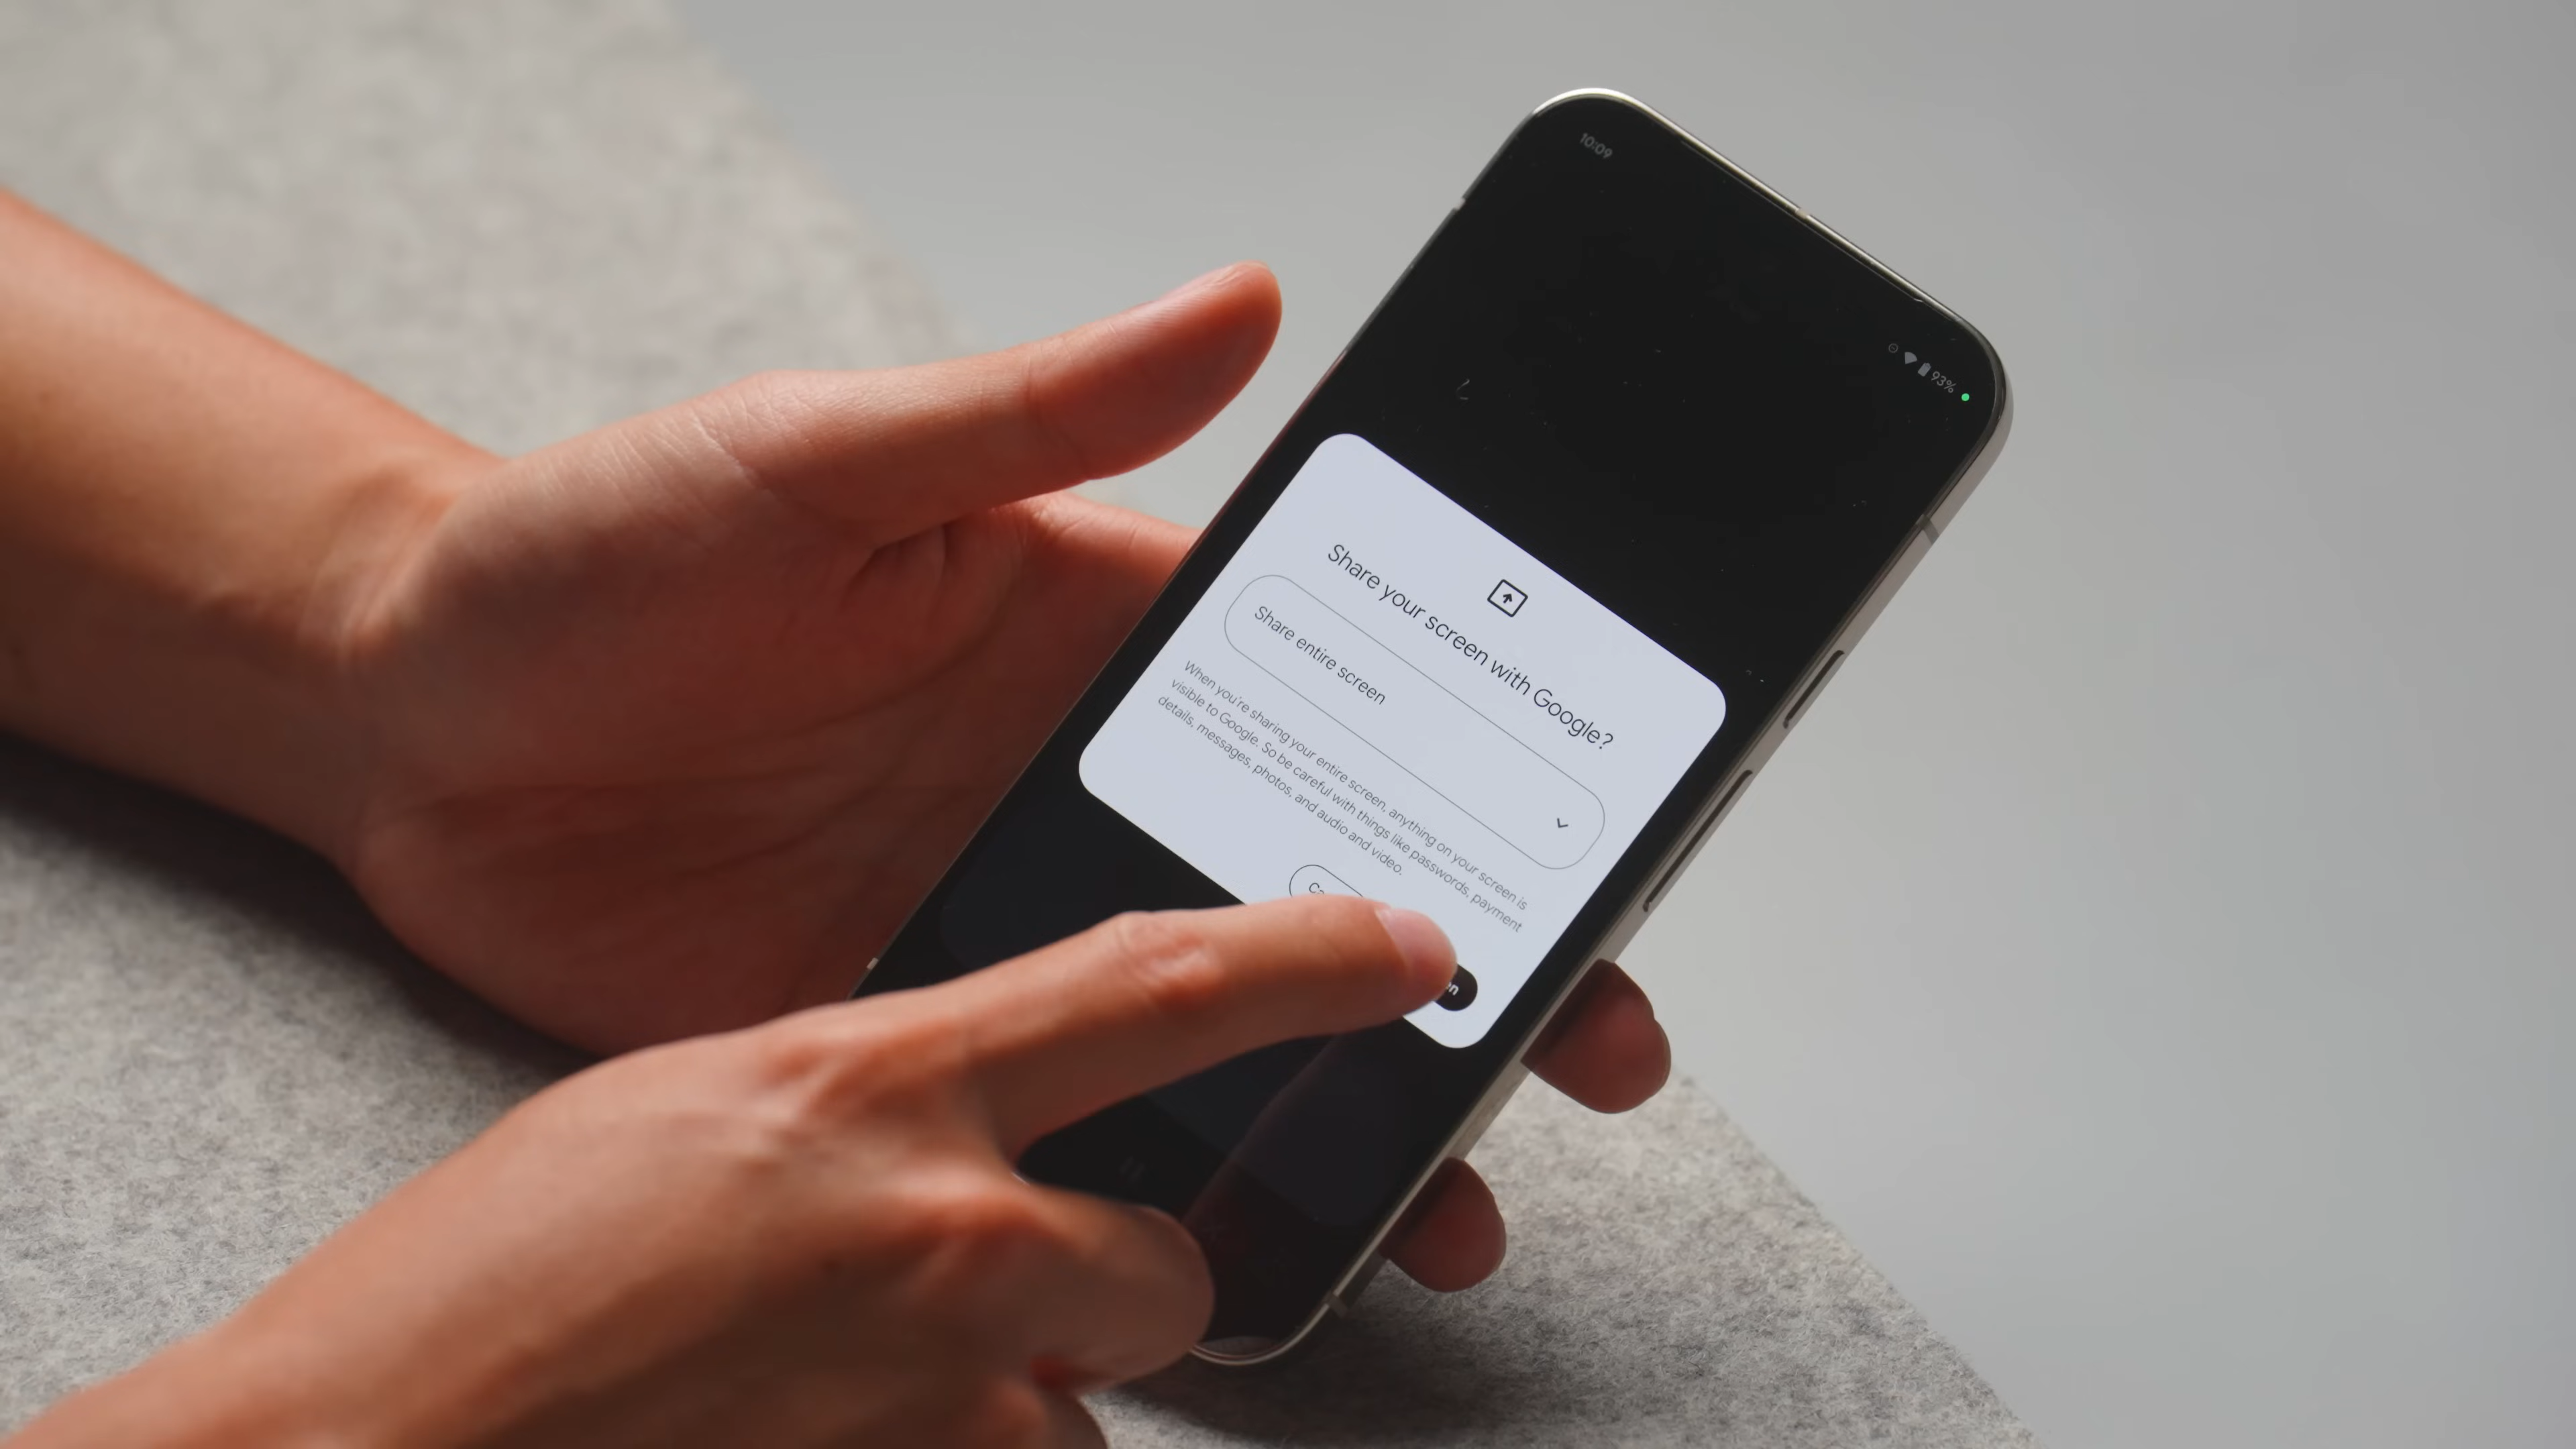 10:09
93%
Share your screen with Google?
Share entire screen
When you're sharing your entire screen, anything on your screen is
visible to Google. So be careful with things like passwords, payment
details, messages, photos, and audio and video.